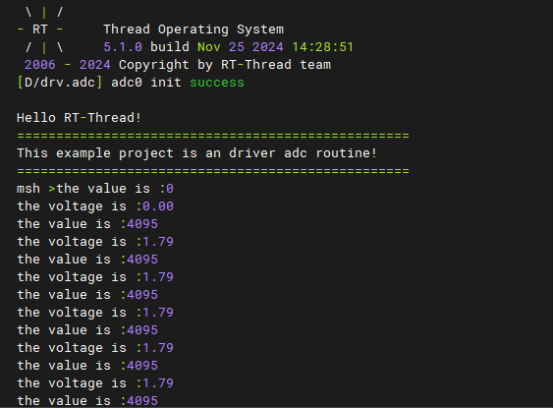 \ | /
- RT -     Thread Operating System
 / | \     5.1.0 build Nov 25 2024 14:28:51
 2006 - 2024 Copyright by RT-Thread team
[D/drv.adc] adc0 init success

Hello RT-Thread!
==================================================
This example project is an driver adc routine!
==================================================
msh >the value is :0
the voltage is :0.00
the value is :4095
the voltage is :1.79
the value is :4095
the voltage is :1.79
the value is :4095
the voltage is :1.79
the value is :4095
the voltage is :1.79
the value is :4095
the voltage is :1.79
the value is :4095